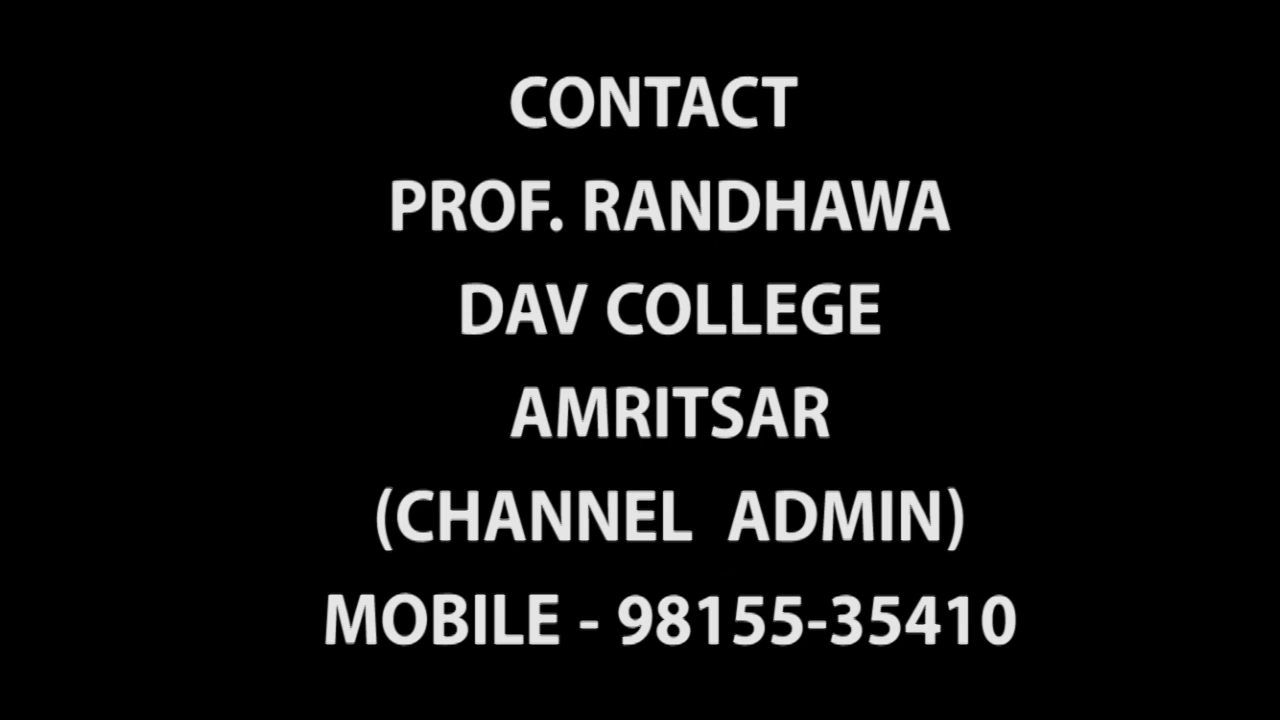 CONTACT
PROF. RANDHAWA
DAV COLLEGE
AMRITSAR
(CHANNEL ADMIN)
MOBILE - 98155-35410